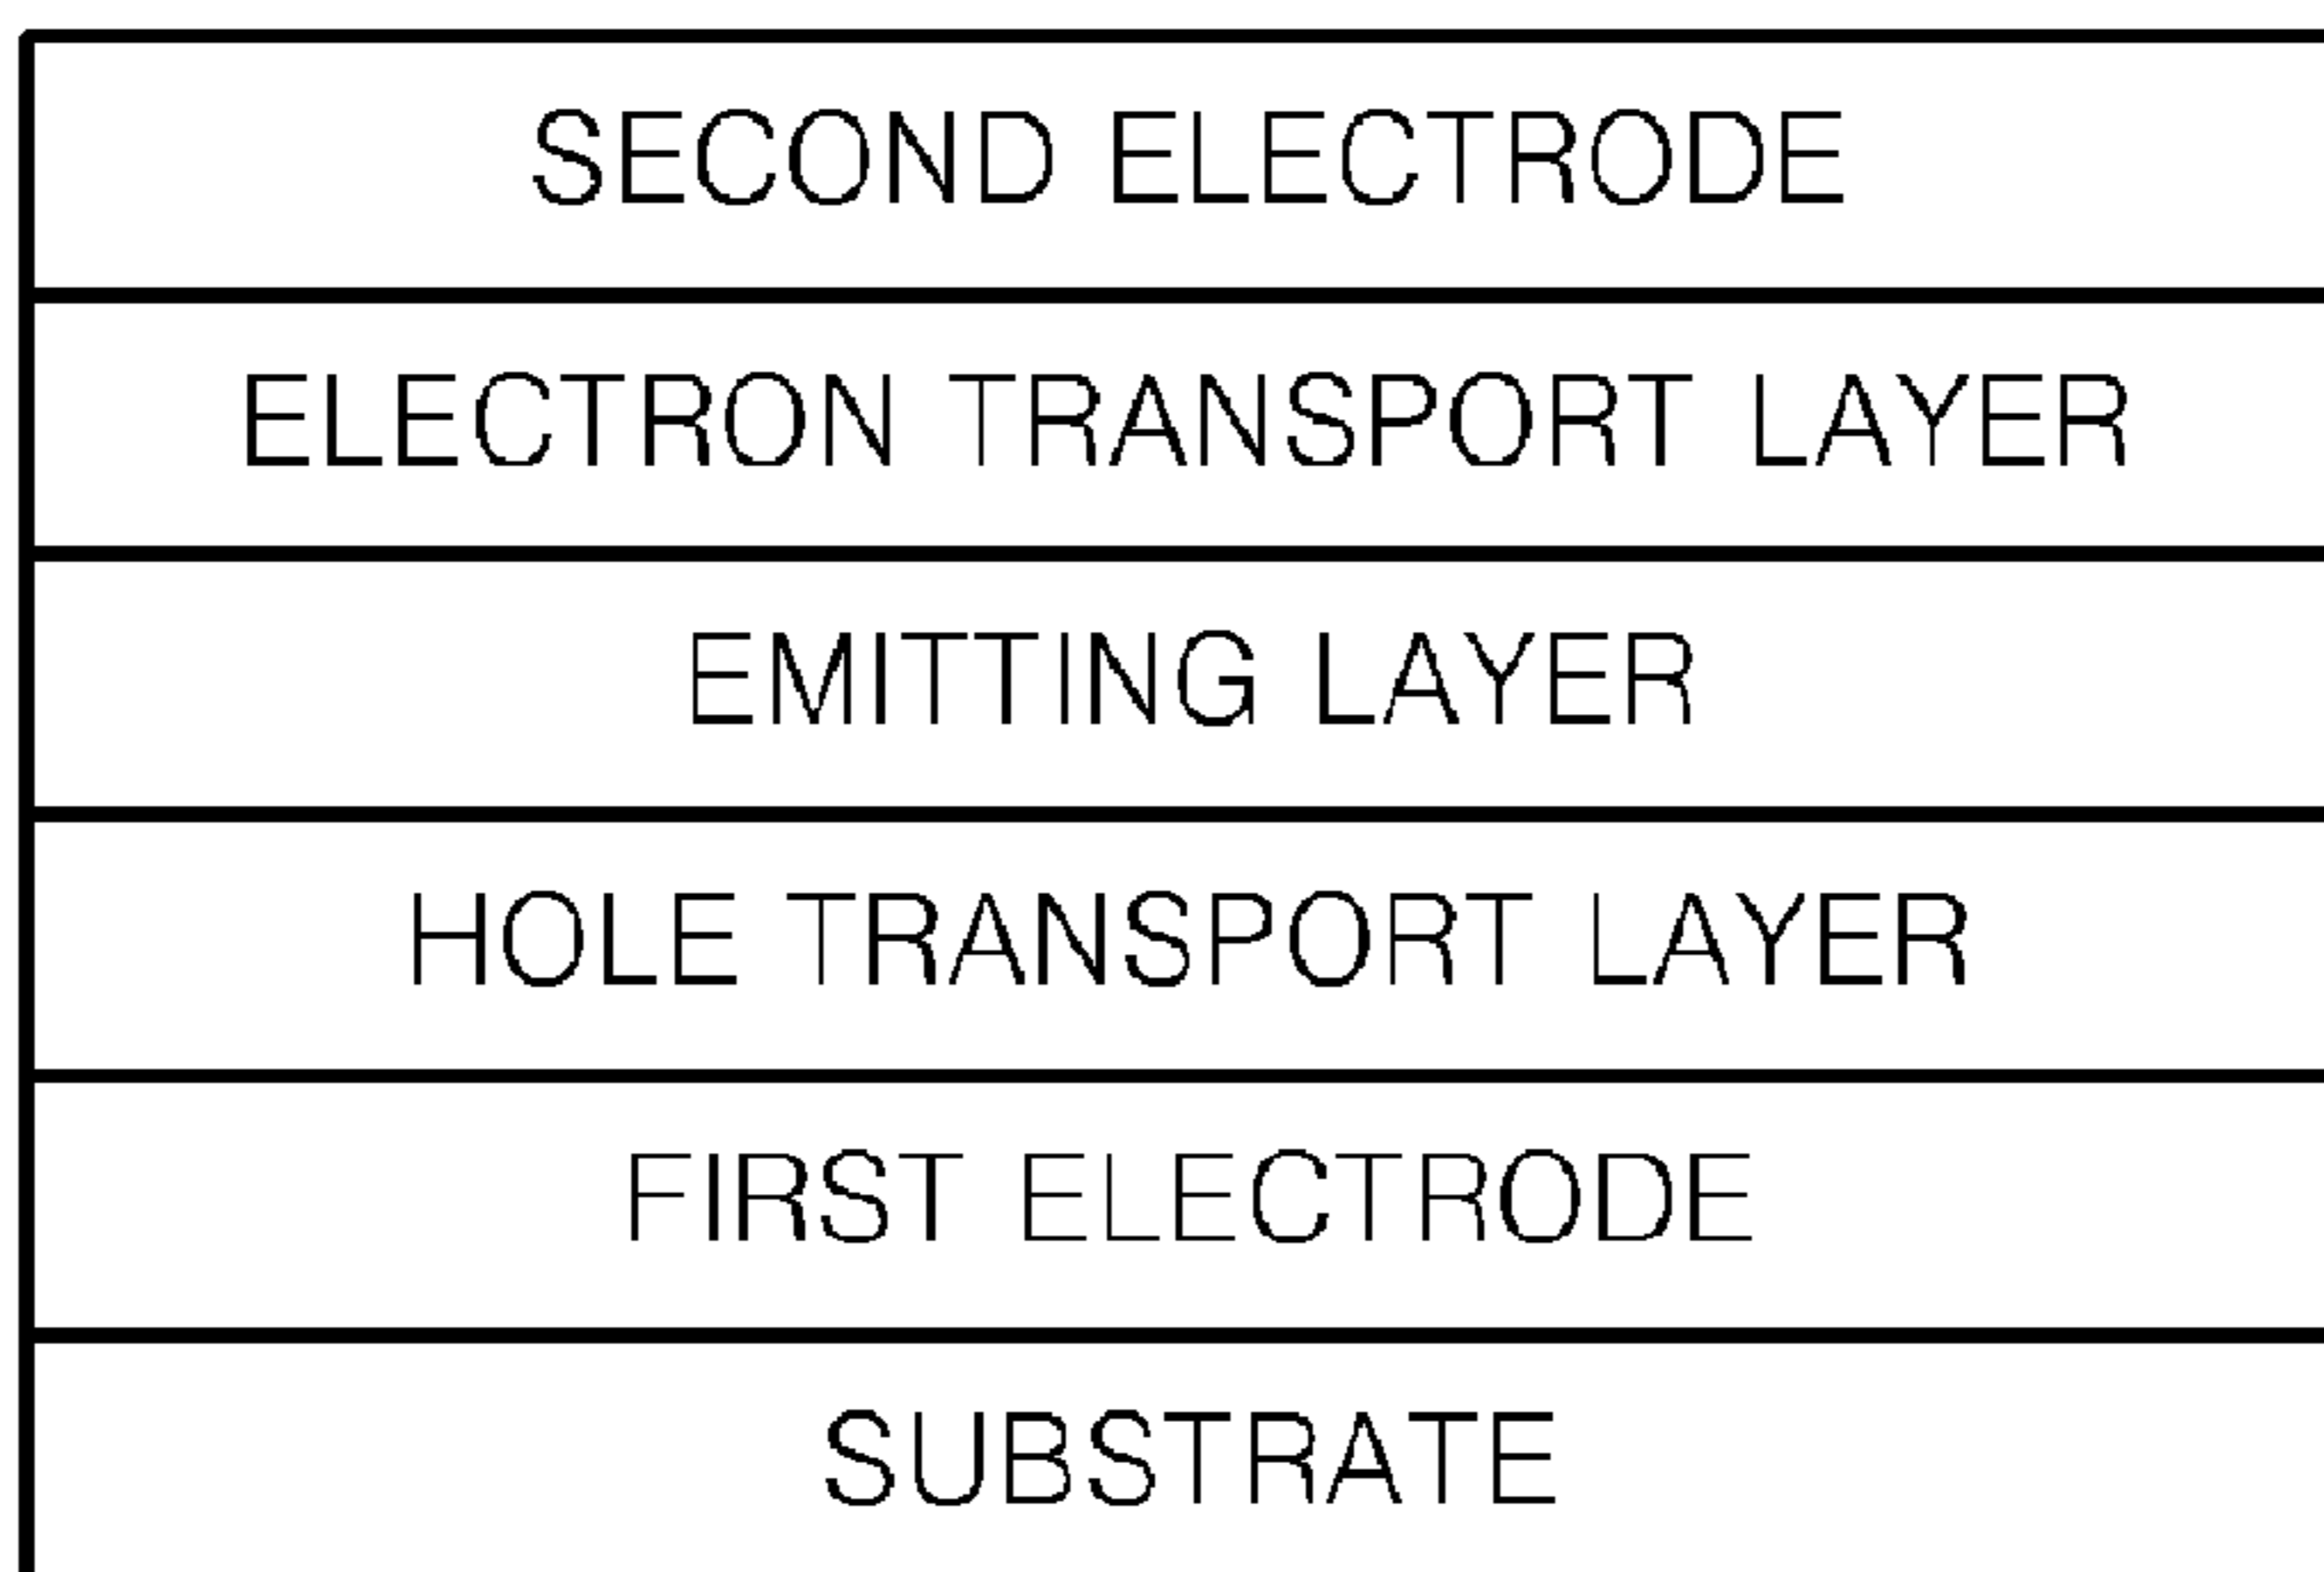 SECOND ELECTRODE
ELECTRON TRANSPORT LAYER
EMITTING LAYER
HOLE TRANSPORT LAYER
FIRST ELECTRODE
SUBSTRATE